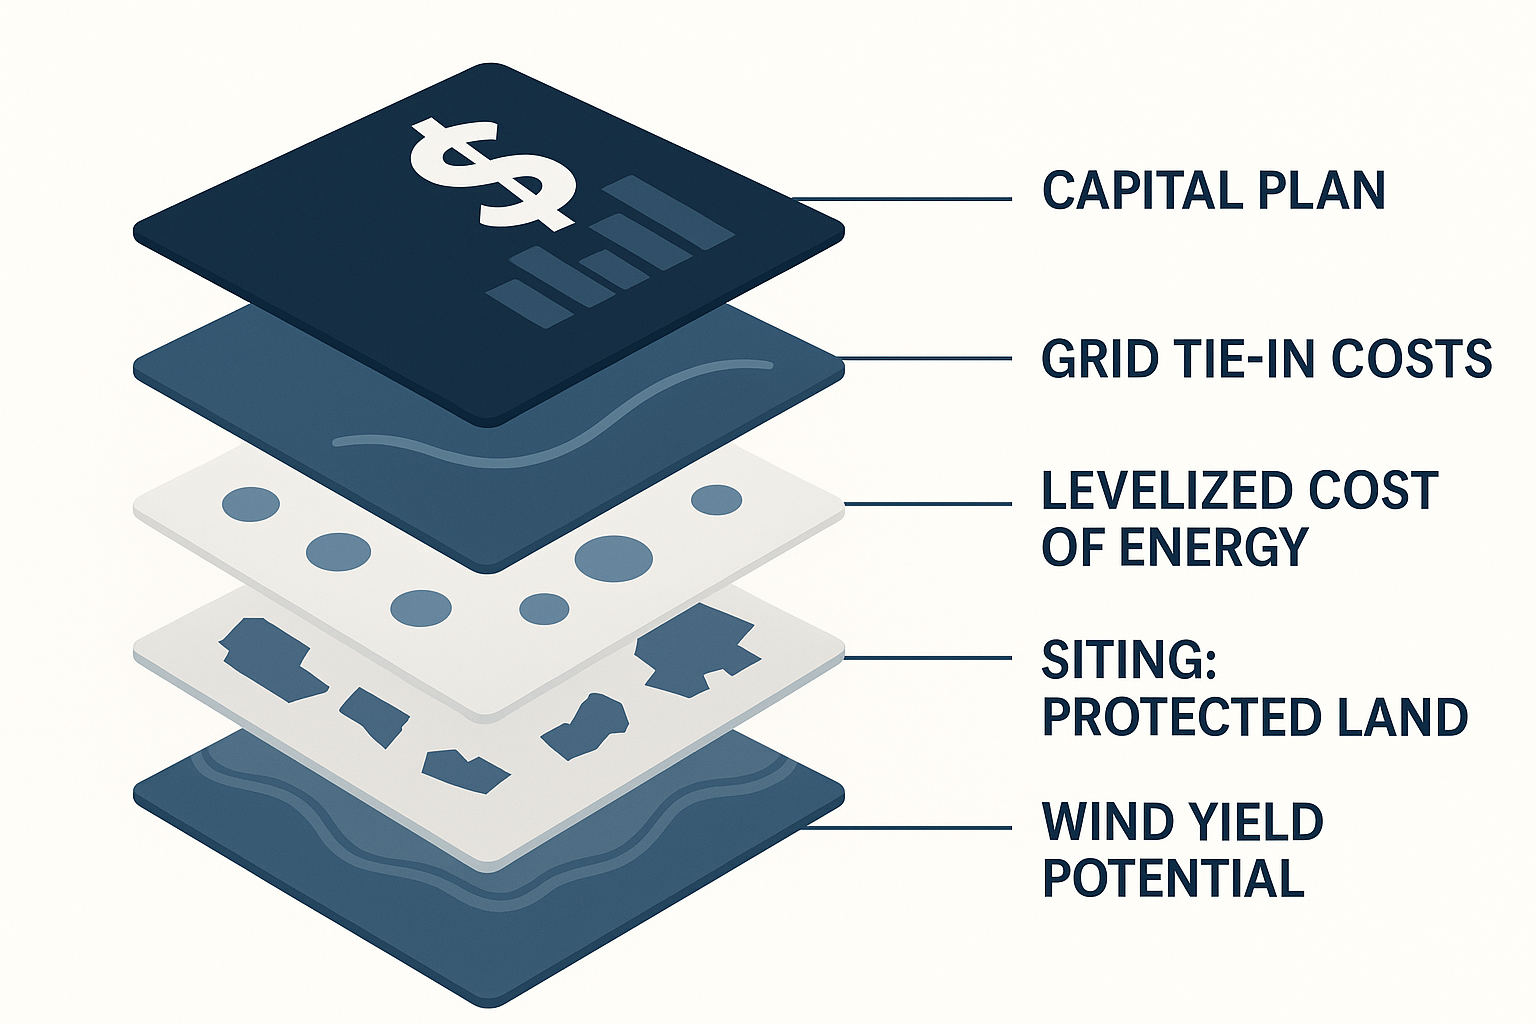 $
CAPITAL PLAN
GRID TIE-IN COSTS
LEVELIZED COST
OF ENERGY
SITING:
PROTECTED LAND
WIND YIELD
POTENTIAL